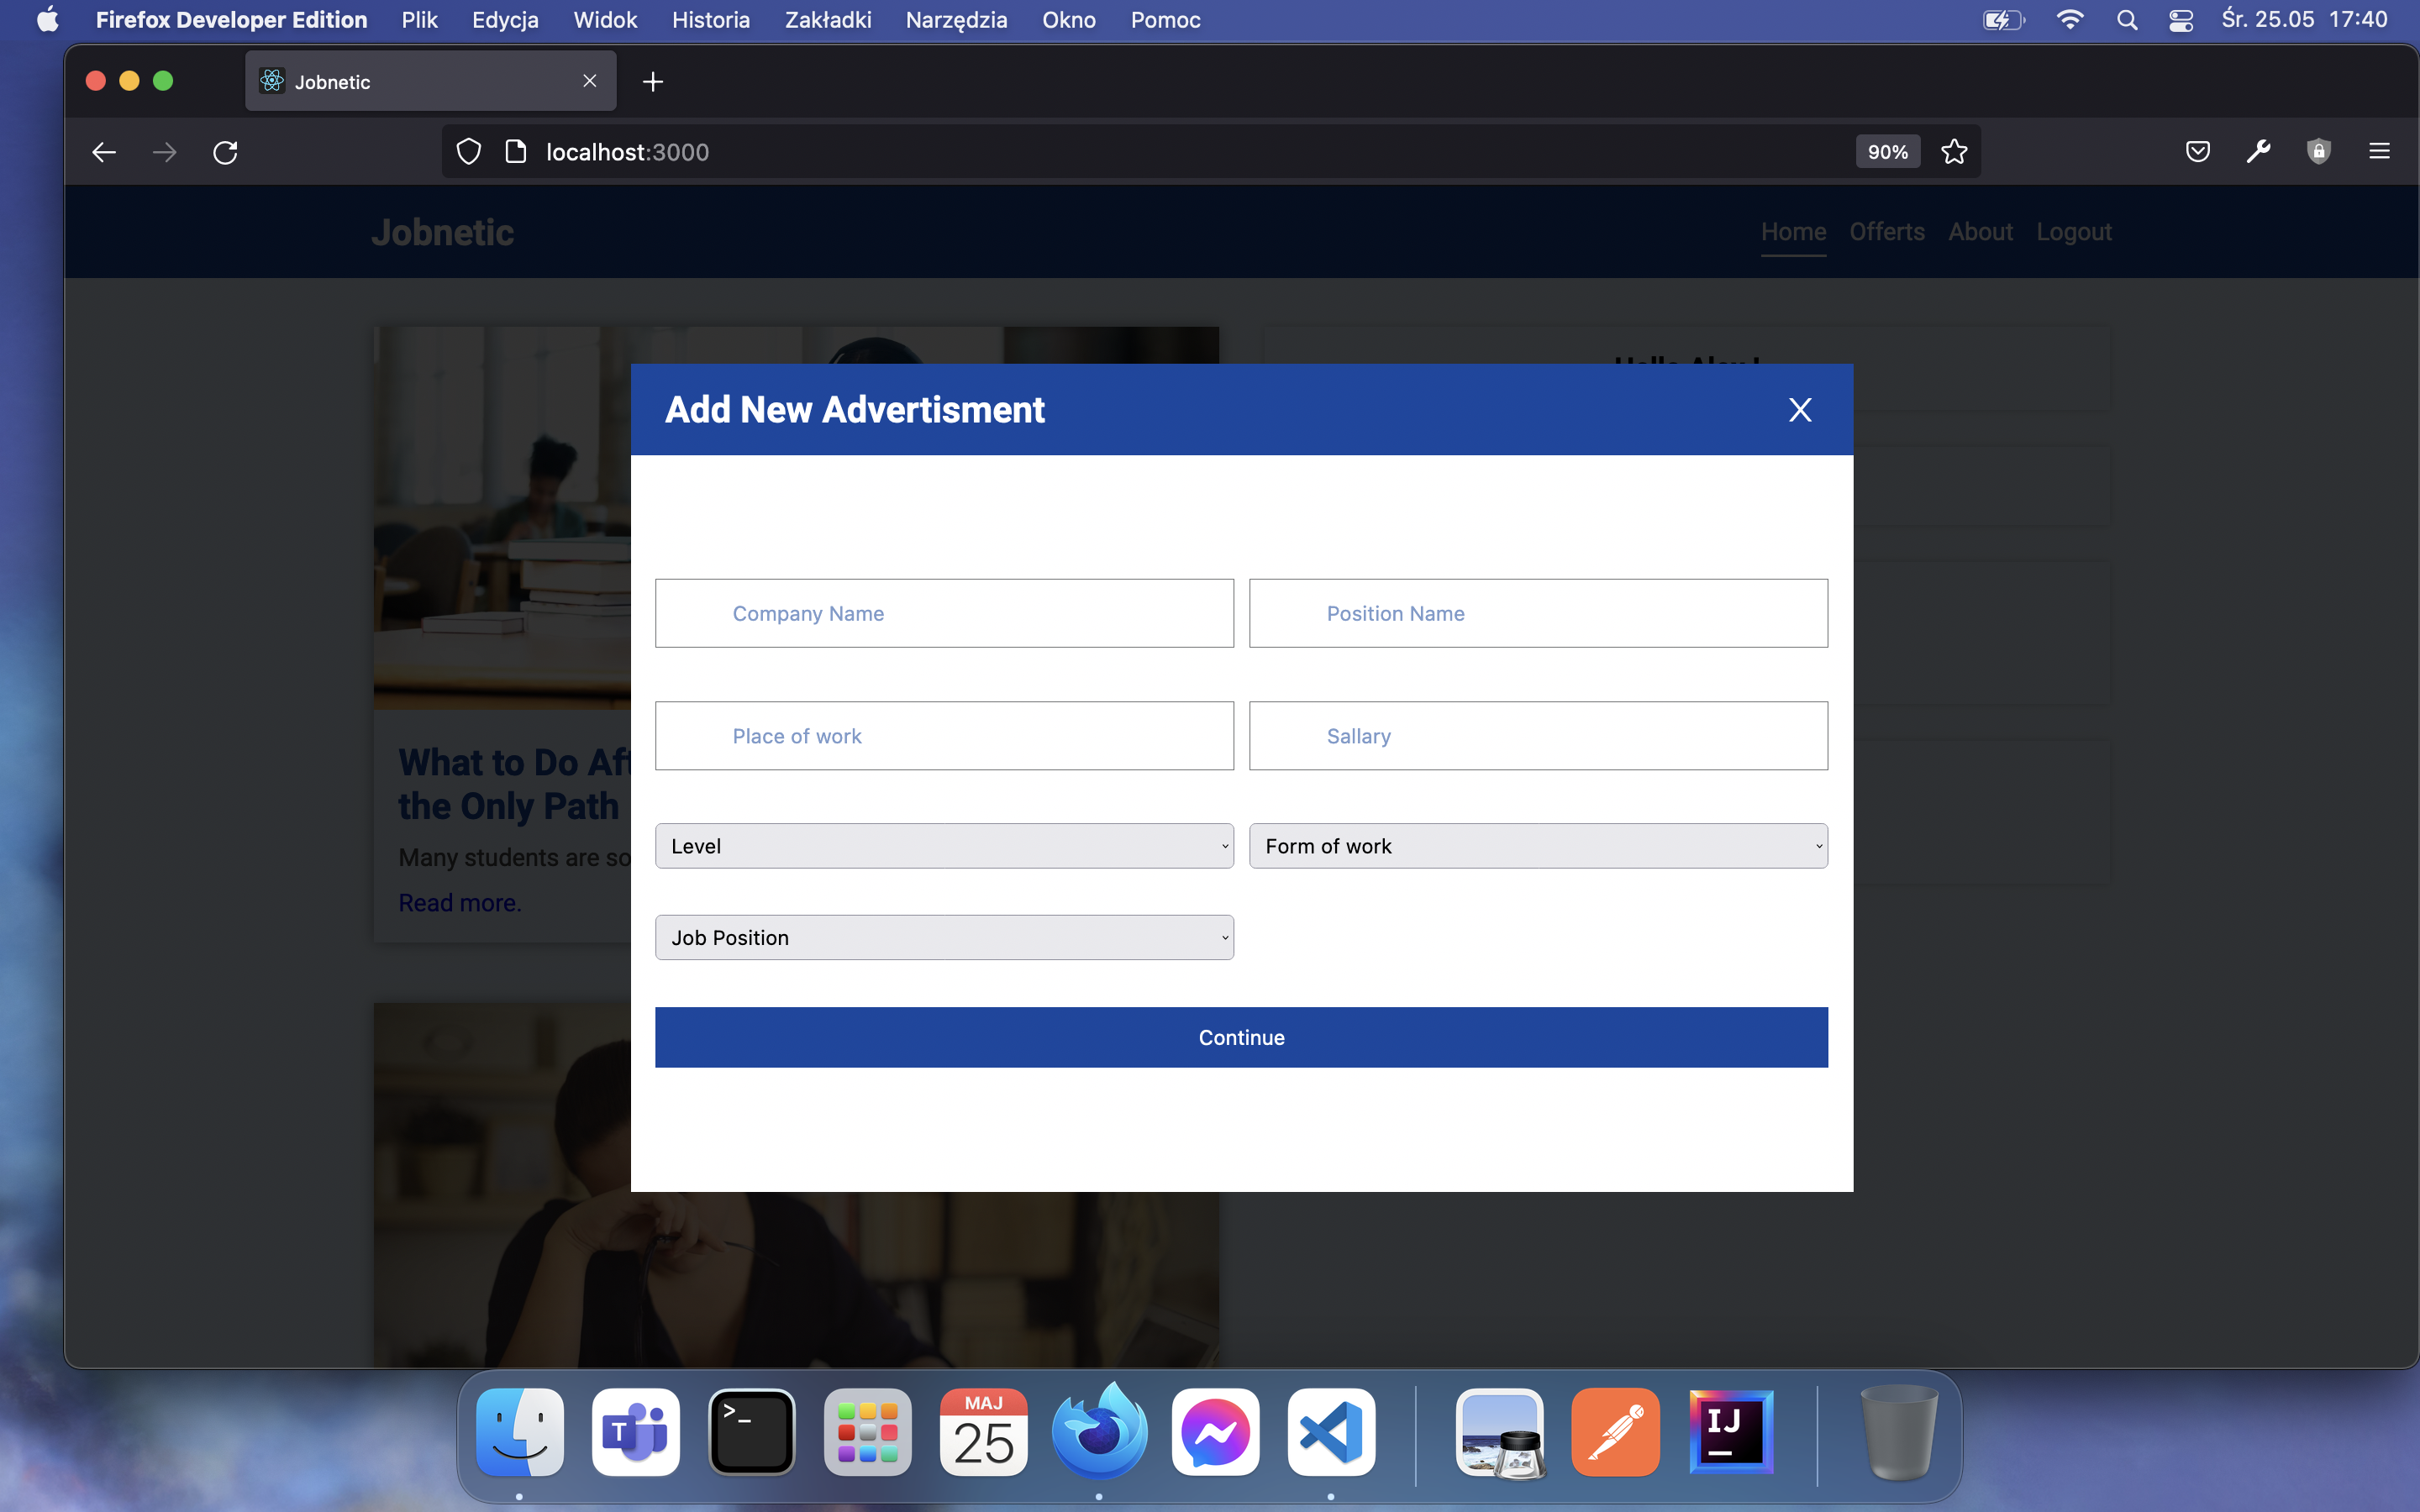 Firefox Developer Edition Plik Edycja Widok Historia Zakładki Narzędzia Okno Pomoc Śr. 25.05 17:40
Jobnetic
localhost:3000 90%
Jobnetic Home Offerts About Logout
Hello Alex !
Add New Advertisment X
Company Name Position Name
Place of work Sallary
Level Form of work
Job Position
Continue
What to Do Aft
the Only Path
Many students are so
Read more.
T >_ MAJ 25 IJ